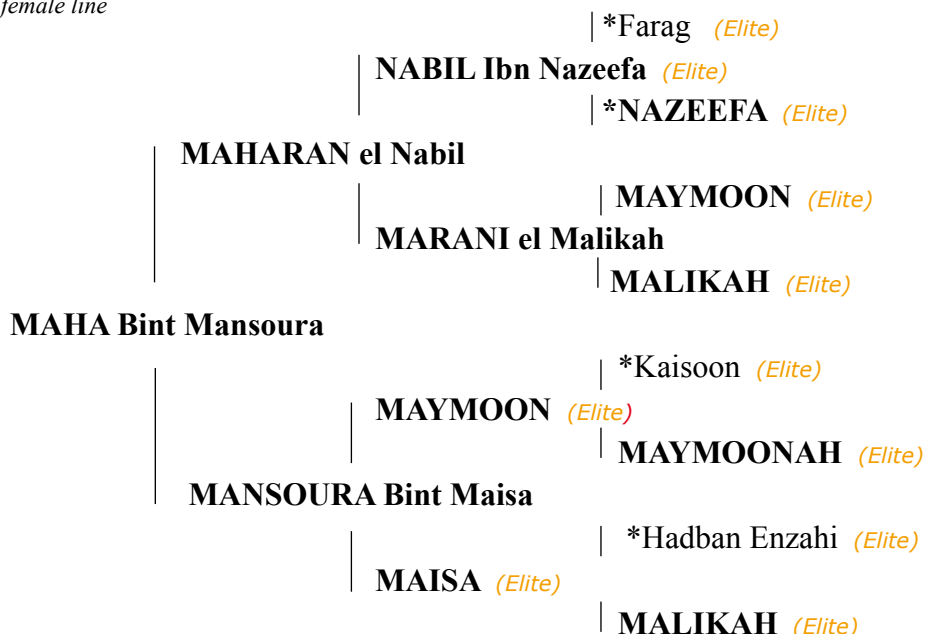 female line
*Farag (Elite)
NABIL Ibn Nazeefa (Elite)
*NAZEEFA (Elite)
MAHARAN el Nabil
MAYMOON (Elite)
MARANI el Malikah
MALIKAH (Elite)
MAHA Bint Mansoura
*Kaisoon (Elite)
MAYMOON (Elite)
MAYMOONAH (Elite)
MANSOURA Bint Maisa
*Hadban Enzahi (Elite)
MAISA (Elite)
MALIKAH (Elite)